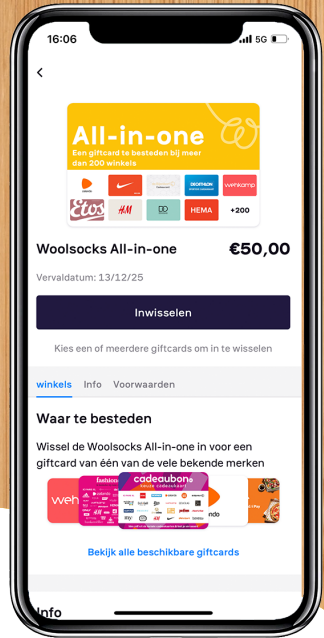 16:06
5G
All-in-one
Een giftcard te besteden bij meer
dan 200 winkels
DECATHLON
wehkamp
Etos
H&M
HEMA
+200
Woolsocks All-in-one
€50,00
Vervaldatum: 13/12/25
Inwisselen
Kies een of meerdere giftcards om in te wisselen
winkels
Info
Voorwaarden
Waar te besteden
Wissel de Woolsocks All-in-one in voor een
giftcard van één van de vele bekende merken
weh
fashion
cadeaubon
ndo
Bekijk alle beschikbare giftcards
Info